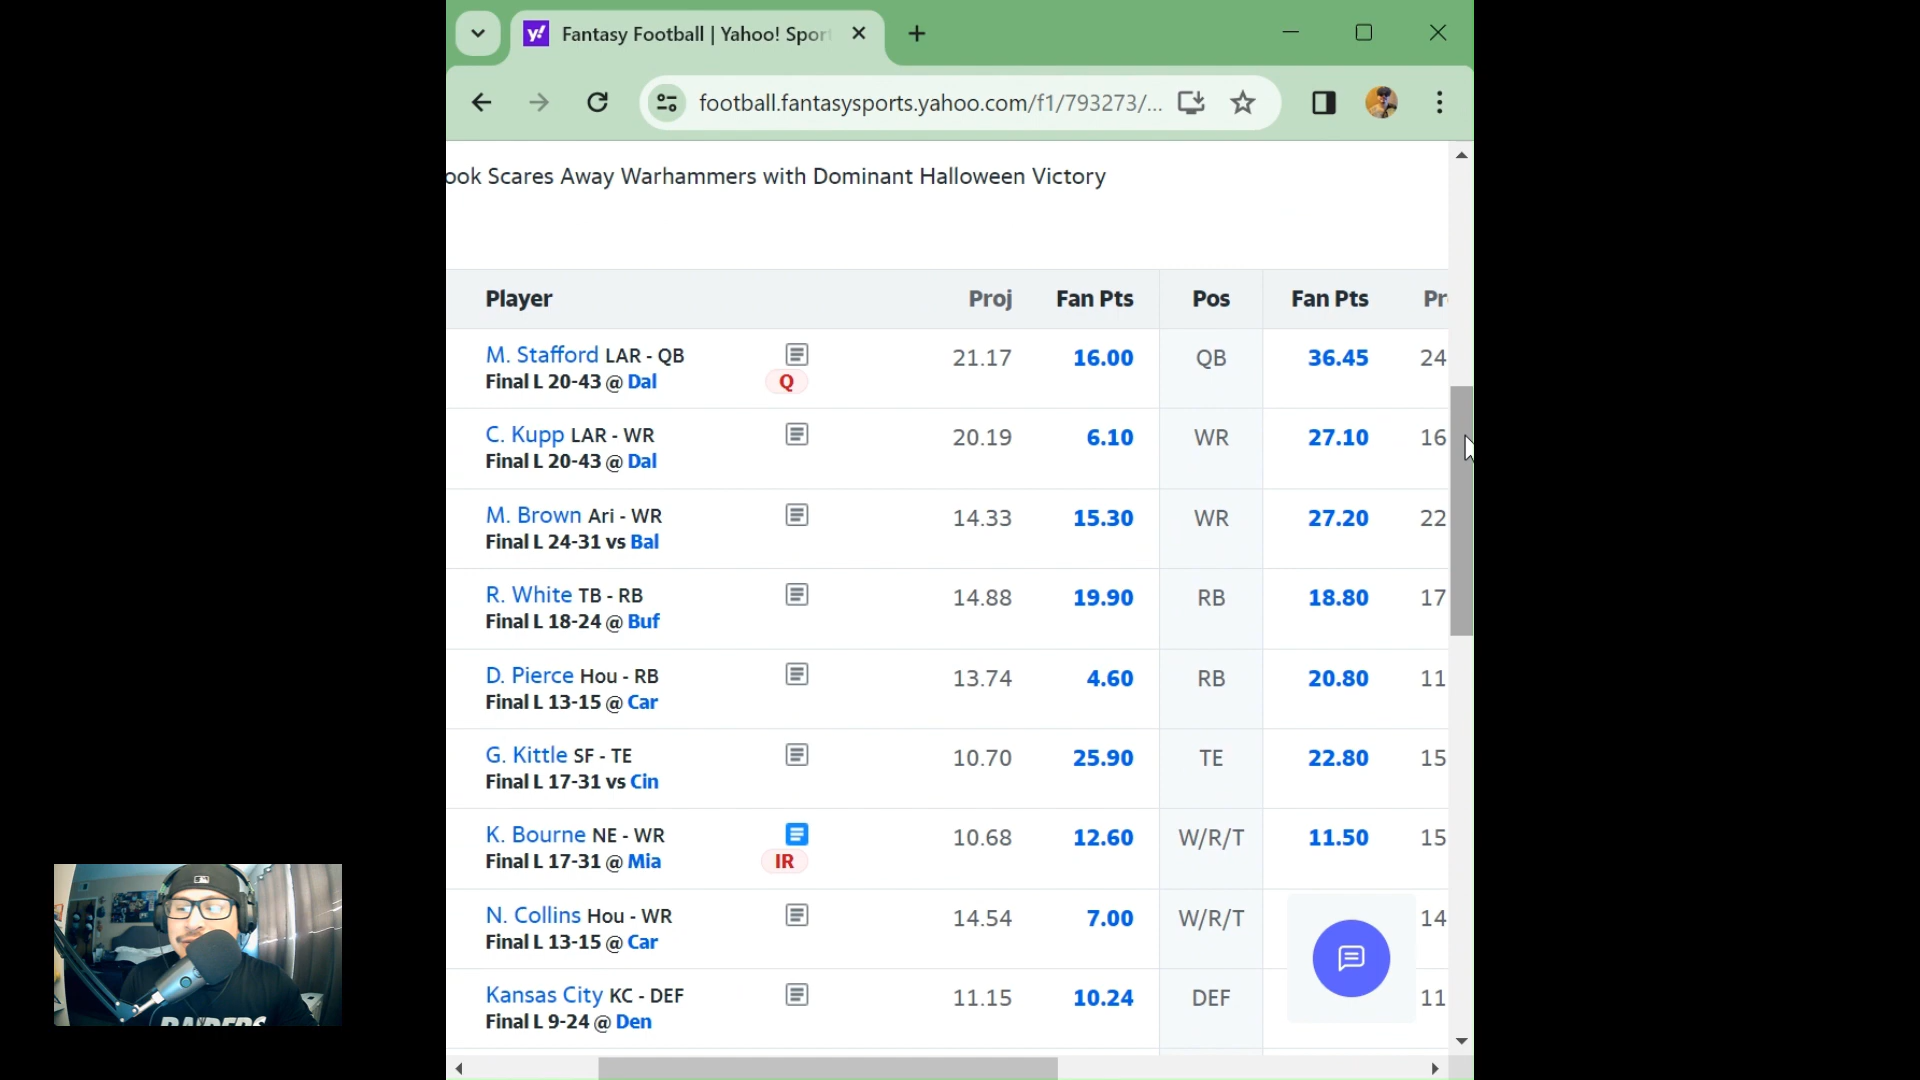 y! Fantasy Football | Yahoo! Spor
football.fantasysports.yahoo.com/f1/793273/...
ook Scares Away Warhammers with Dominant Halloween Victory
Player Proj Fan Pts Pos Fan Pts Pr
M. Stafford LAR - QB 21.17 16.00 QB 36.45 24
Final L 20-43 @ Dal Q
C. Kupp LAR - WR 20.19 6.10 WR 27.10 16
Final L 20-43 @ Dal
M. Brown Ari - WR 14.33 15.30 WR 27.20 22
Final L 24-31 vs Bal
R. White TB - RB 14.88 19.90 RB 18.80 17
Final L 18-24 @ Buf
D. Pierce Hou - RB 13.74 4.60 RB 20.80 11
Final L 13-15 @ Car
G. Kittle SF - TE 10.70 25.90 TE 22.80 15
Final L 17-31 vs Cin
K. Bourne NE - WR 10.68 12.60 W/R/T 11.50 15
Final L 17-31 @ Mia IR
N. Collins Hou - WR 14.54 7.00 W/R/T 14
Final L 13-15 @ Car
Kansas City KC - DEF 11.15 10.24 DEF 11
Final L 9-24 @ Den
RAIDERS